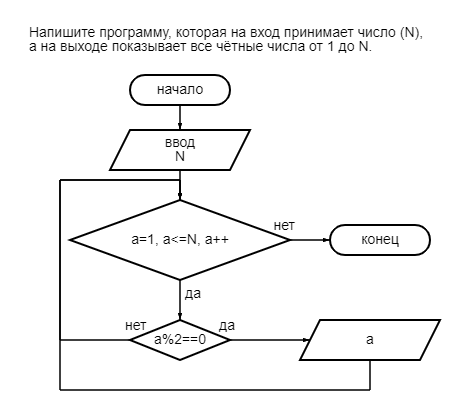 Напишите программу, которая на вход принимает число (N),
а на выходе показывает все чётные числа от 1 до N.
начало
ввод
N
a=1, a<=N, a++
нет
конец
да
нет
a%2==0
да
a